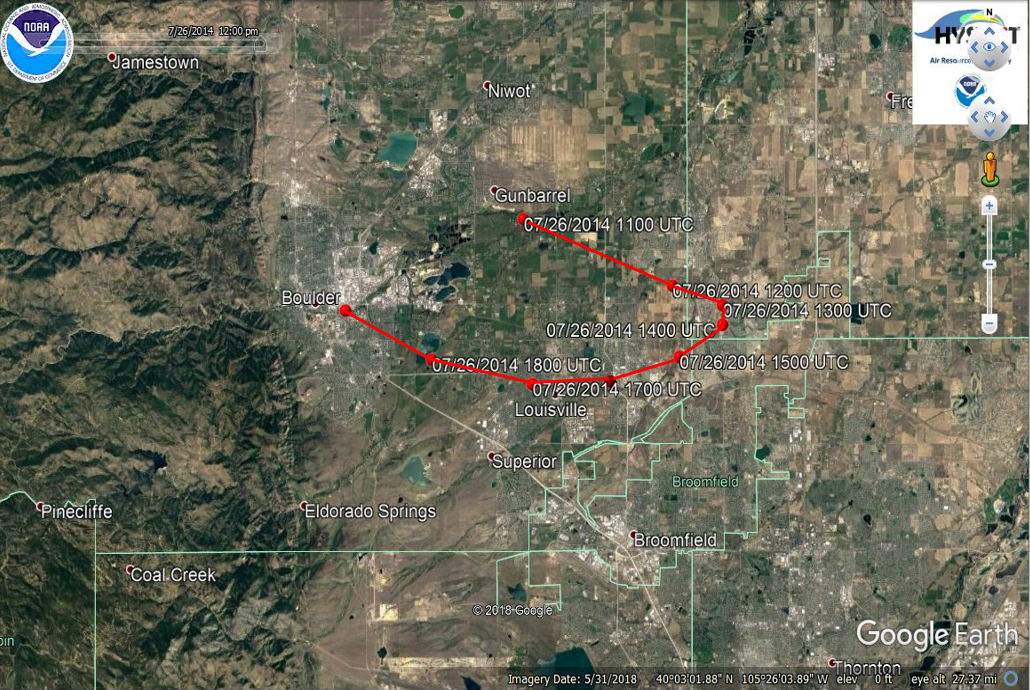 NOAA
7/26/2014 12:00 pm
N
Jamestown
Niwot
Gunbarrel
07/26/2014 1100 UTC
Boulder
07/26/2014 1200 UTC
07/26/2014 1300 UTC
07/26/2014 1400 UTC
07/26/2014 1500 UTC
07/26/2014 1800 UTC
07/26/2014 1700 UTC
Louisville
Superior
Broomfield
Pinecliffe
Eldorado Springs
Broomfield
Coal Creek
© 2018 Google
Google Earth
Thornton
Imagery Date: 5/31/2018 40°03'01.88" N 105°26'03.89" W elev 0 ft eye alt 27.37 mi